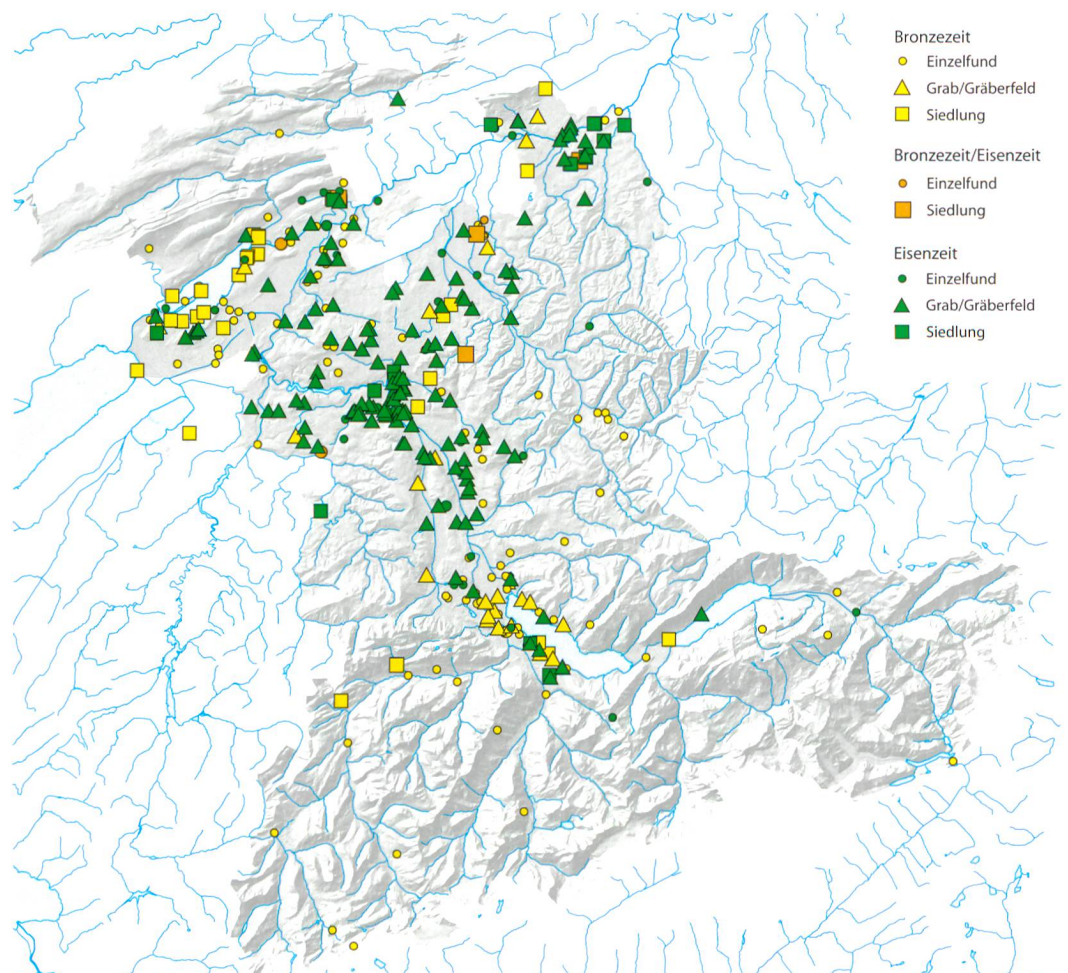 Bronzezeit
Einzelfund
Grab/Gräberfeld
Siedlung
Bronzezeit/Eisenzeit
Einzelfund
Siedlung
Eisenzeit
Einzelfund
Grab/Gräberfeld
Siedlung